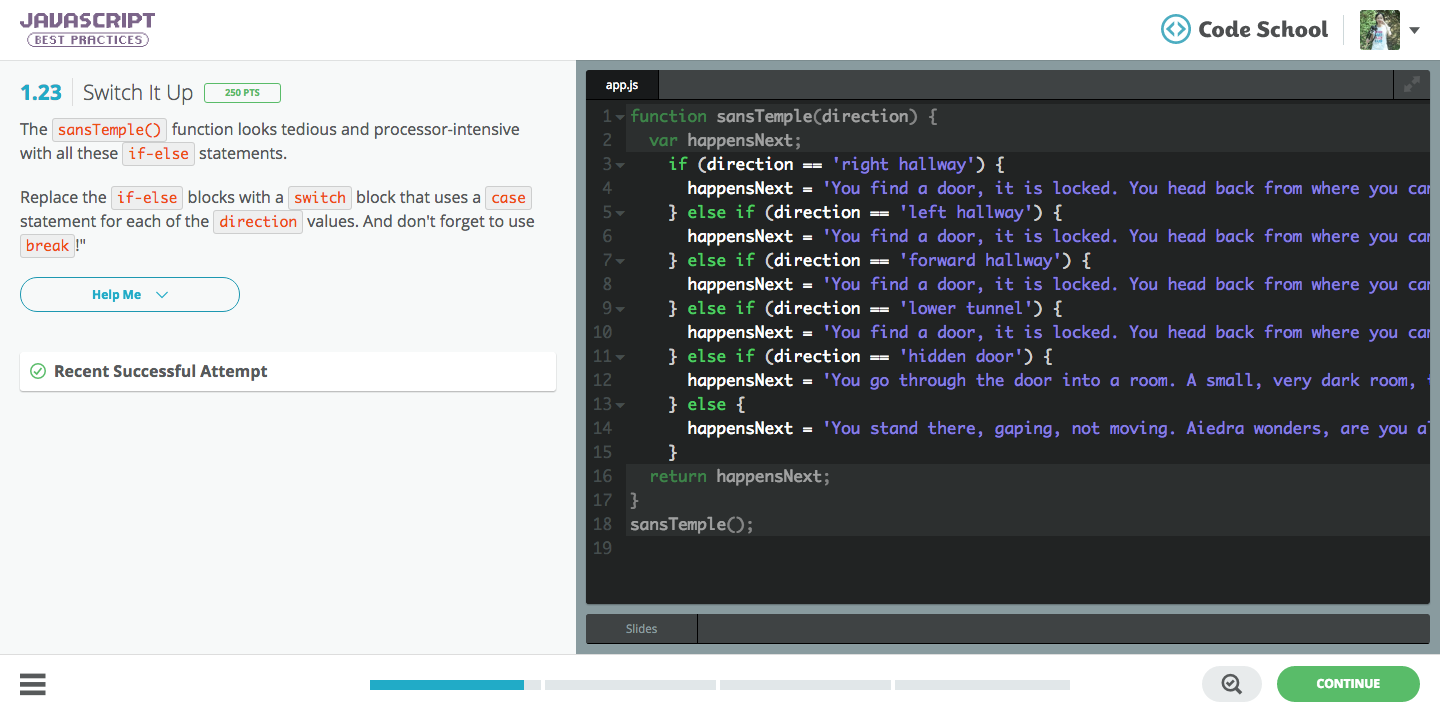 JAVASCRIPT
BEST PRACTICES
Code School
1.23 Switch It Up 250 PTS
The sansTemple() function looks tedious and processor-intensive
with all these if-else statements.
Replace the if-else blocks with a switch block that uses a case
statement for each of the direction values. And don't forget to use
break!"
Help Me
Recent Successful Attempt
app.js
1 function sansTemple(direction) {
2 var happensNext;
3 if (direction == 'right hallway') {
4 happensNext = 'You find a door, it is locked. You head back from where you
5 } else if (direction == 'left hallway') {
6 happensNext = 'You find a door, it is locked. You head back from where you
7 } else if (direction == 'forward hallway') {
8 happensNext = 'You find a door, it is locked. You head back from where you
9 } else if (direction == 'lower tunnel') {
10 happensNext = 'You find a door, it is locked. You head back from where you
11 } else if (direction == 'hidden door') {
12 happensNext = 'You go through the door into a room. A small, very dark room,
13 } else {
14 happensNext = 'You stand there, gaping, not moving. Aiedra wonders, are you
15 }
16 return happensNext;
17 }
18 sansTemple();
19
Slides
CONTINUE